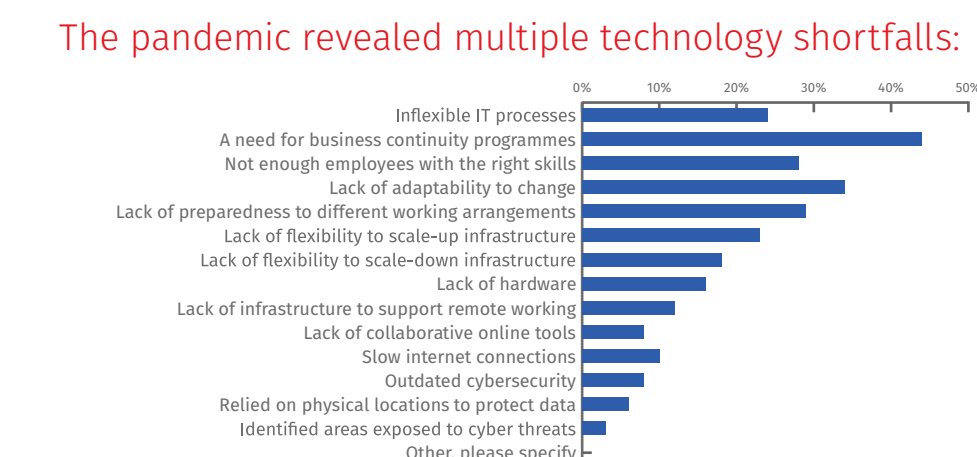 The pandemic revealed multiple technology shortfalls:
0% 10% 20% 30% 40% 50%
Inflexible IT processes
A need for business continuity programmes
Not enough employees with the right skills
Lack of adaptability to change
Lack of preparedness to different working arrangements
Lack of flexibility to scale-up infrastructure
Lack of flexibility to scale-down infrastructure
Lack of hardware
Lack of infrastructure to support remote working
Lack of collaborative online tools
Slow internet connections
Outdated cybersecurity
Relied on physical locations to protect data
Identified areas exposed to cyber threats
Other, please specify